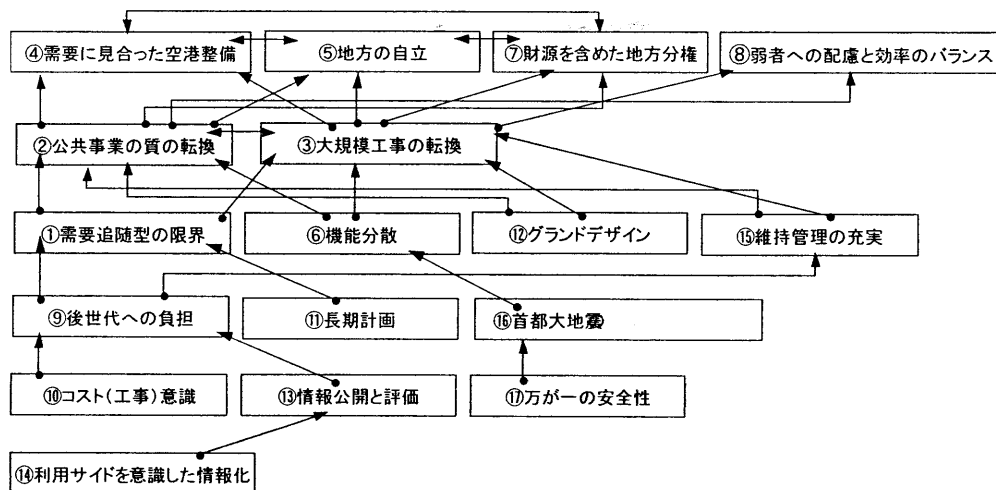 ④需要に見合った空港整備
⑤地方の自立
⑦財源を含めた地方分権
⑧弱者への配慮と効率のバランス
②公共事業の質の転換
③大規模工事の転換
①需要追随型の限界
⑥機能分散
⑫グランドデザイン
⑮維持管理の充実
⑨後世代への負担
⑪長期計画
⑯首都大地震
⑩コスト(工事)意識
⑬情報公開と評価
⑰万が一の安全性
⑭利用サイドを意識した情報化